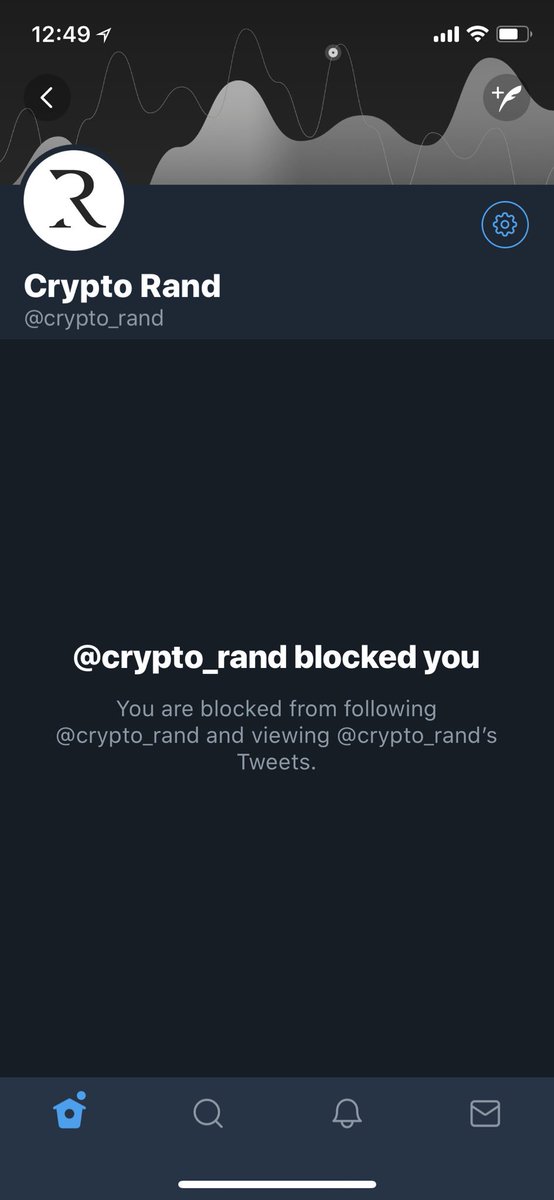 12:49
R
Crypto Rand
@crypto_rand
@crypto_rand blocked you
You are blocked from following
@crypto_rand and viewing @crypto_rand’s
Tweets.